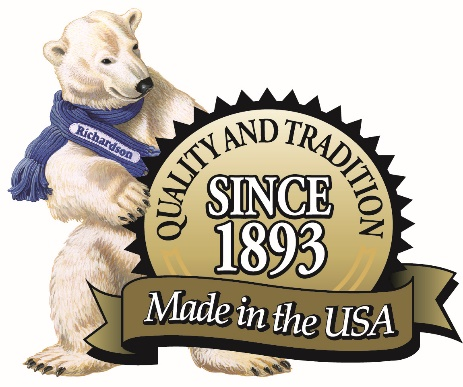 Richardson
QUALITY AND TRADITION
SINCE
1893
Made in the USA